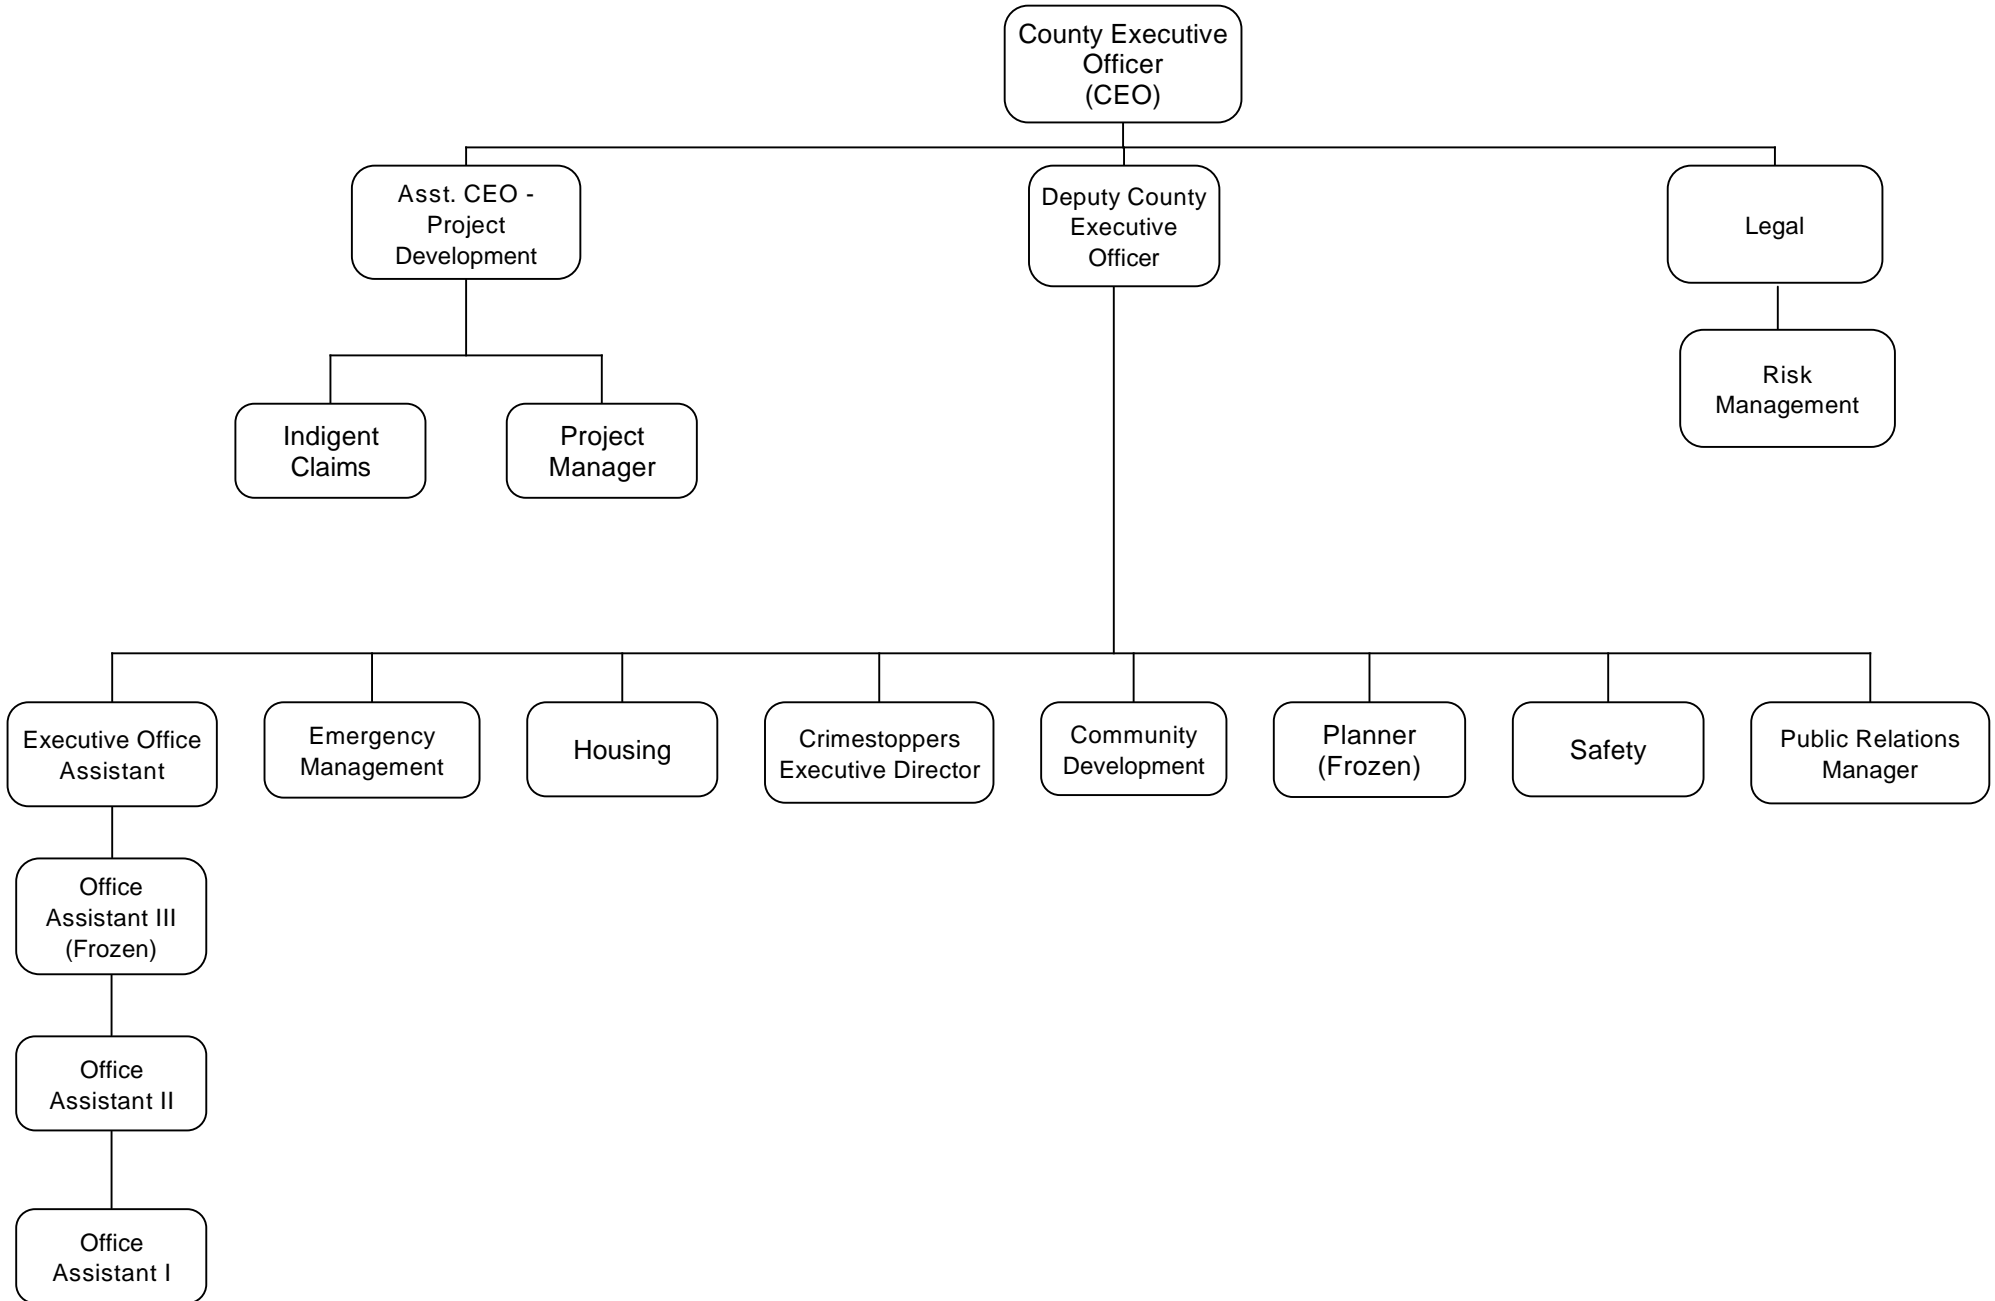 County Executive
Officer
(CEO)
Asst. CEO -
Project
Development
Deputy County
Executive
Officer
Legal
Risk
Management
Indigent
Claims
Project
Manager
Executive Office
Assistant
Emergency
Management
Housing
Crimestoppers
Executive Director
Community
Development
Planner
(Frozen)
Safety
Public Relations
Manager
Office
Assistant III
(Frozen)
Office
Assistant II
Office
Assistant I